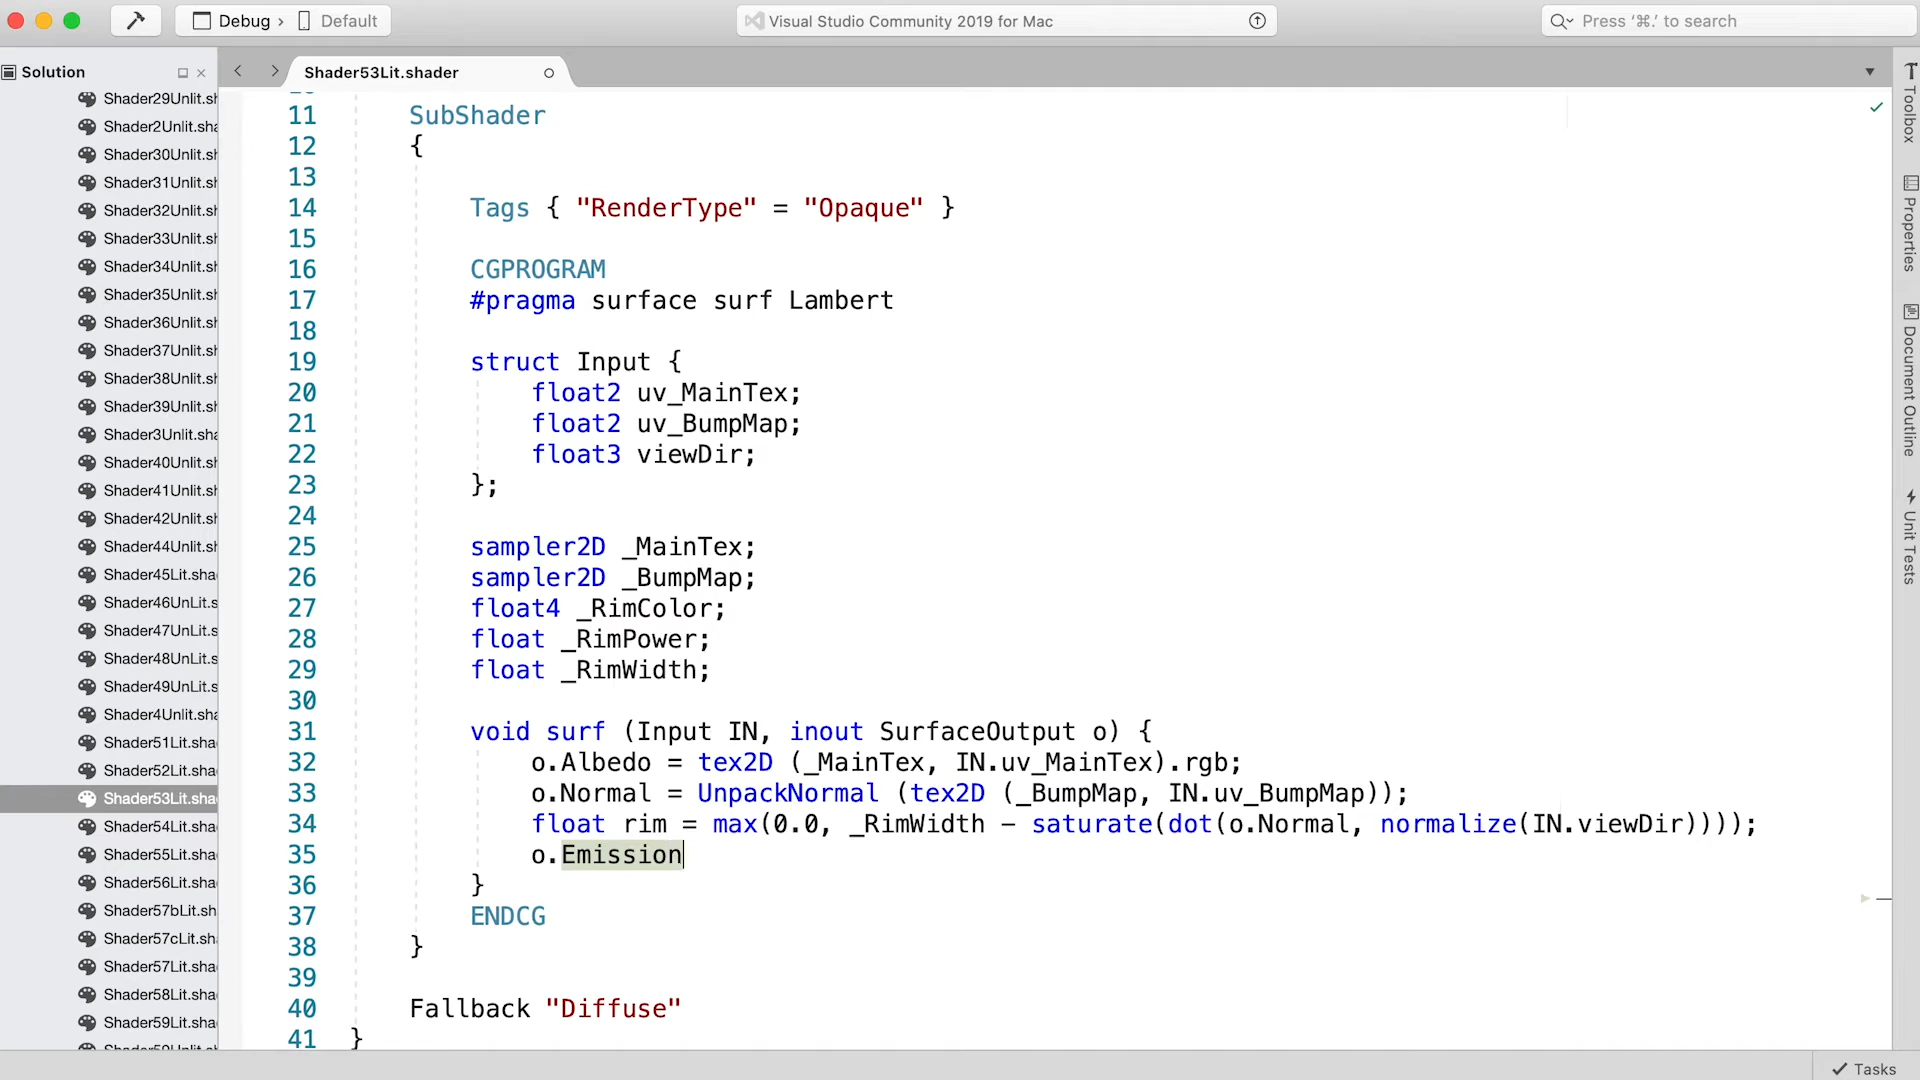 Debug
Default
Visual Studio Community 2019 for Mac
Press ‘⌘.’ to search
Solution
Shader53Lit.shader
Shader29Unlit.sh
Shader2Unlit.sha
Shader30Unlit.sh
Shader31Unlit.sh
Shader32Unlit.sh
Shader33Unlit.sh
Shader34Unlit.sh
Shader35Unlit.sh
Shader36Unlit.sh
Shader37Unlit.sh
Shader38Unlit.sh
Shader39Unlit.sh
Shader3Unlit.sha
Shader40Unlit.sh
Shader41Unlit.sh
Shader42Unlit.sh
Shader44Unlit.sh
Shader45Lit.sha
Shader46UnLit.s
Shader47UnLit.s
Shader48UnLit.s
Shader49UnLit.s
Shader4Unlit.sha
Shader51Lit.sha
Shader52Lit.sha
Shader53Lit.sha
Shader54Lit.sha
Shader55Lit.sha
Shader56Lit.sha
Shader57bLit.sh
Shader57cLit.sh
Shader57Lit.sha
Shader58Lit.sha
Shader59Lit.sha
11 SubShader
12 {
13
14 Tags { "RenderType" = "Opaque" }
15
16 CGPROGRAM
17 #pragma surface surf Lambert
18
19 struct Input {
20 float2 uv_MainTex;
21 float2 uv_BumpMap;
22 float3 viewDir;
23 };
24
25 sampler2D _MainTex;
26 sampler2D _BumpMap;
27 float4 _RimColor;
28 float _RimPower;
29 float _RimWidth;
30
31 void surf (Input IN, inout SurfaceOutput o) {
32 o.Albedo = tex2D (_MainTex, IN.uv_MainTex).rgb;
33 o.Normal = UnpackNormal (tex2D (_BumpMap, IN.uv_BumpMap));
34 float rim = max(0.0, _RimWidth - saturate(dot(o.Normal, normalize(IN.viewDir))));
35 o.Emission
36 }
37 ENDCG
38 }
39
40 Fallback "Diffuse"
41 }
Toolbox
Properties
Document Outline
Unit Tests
Tasks